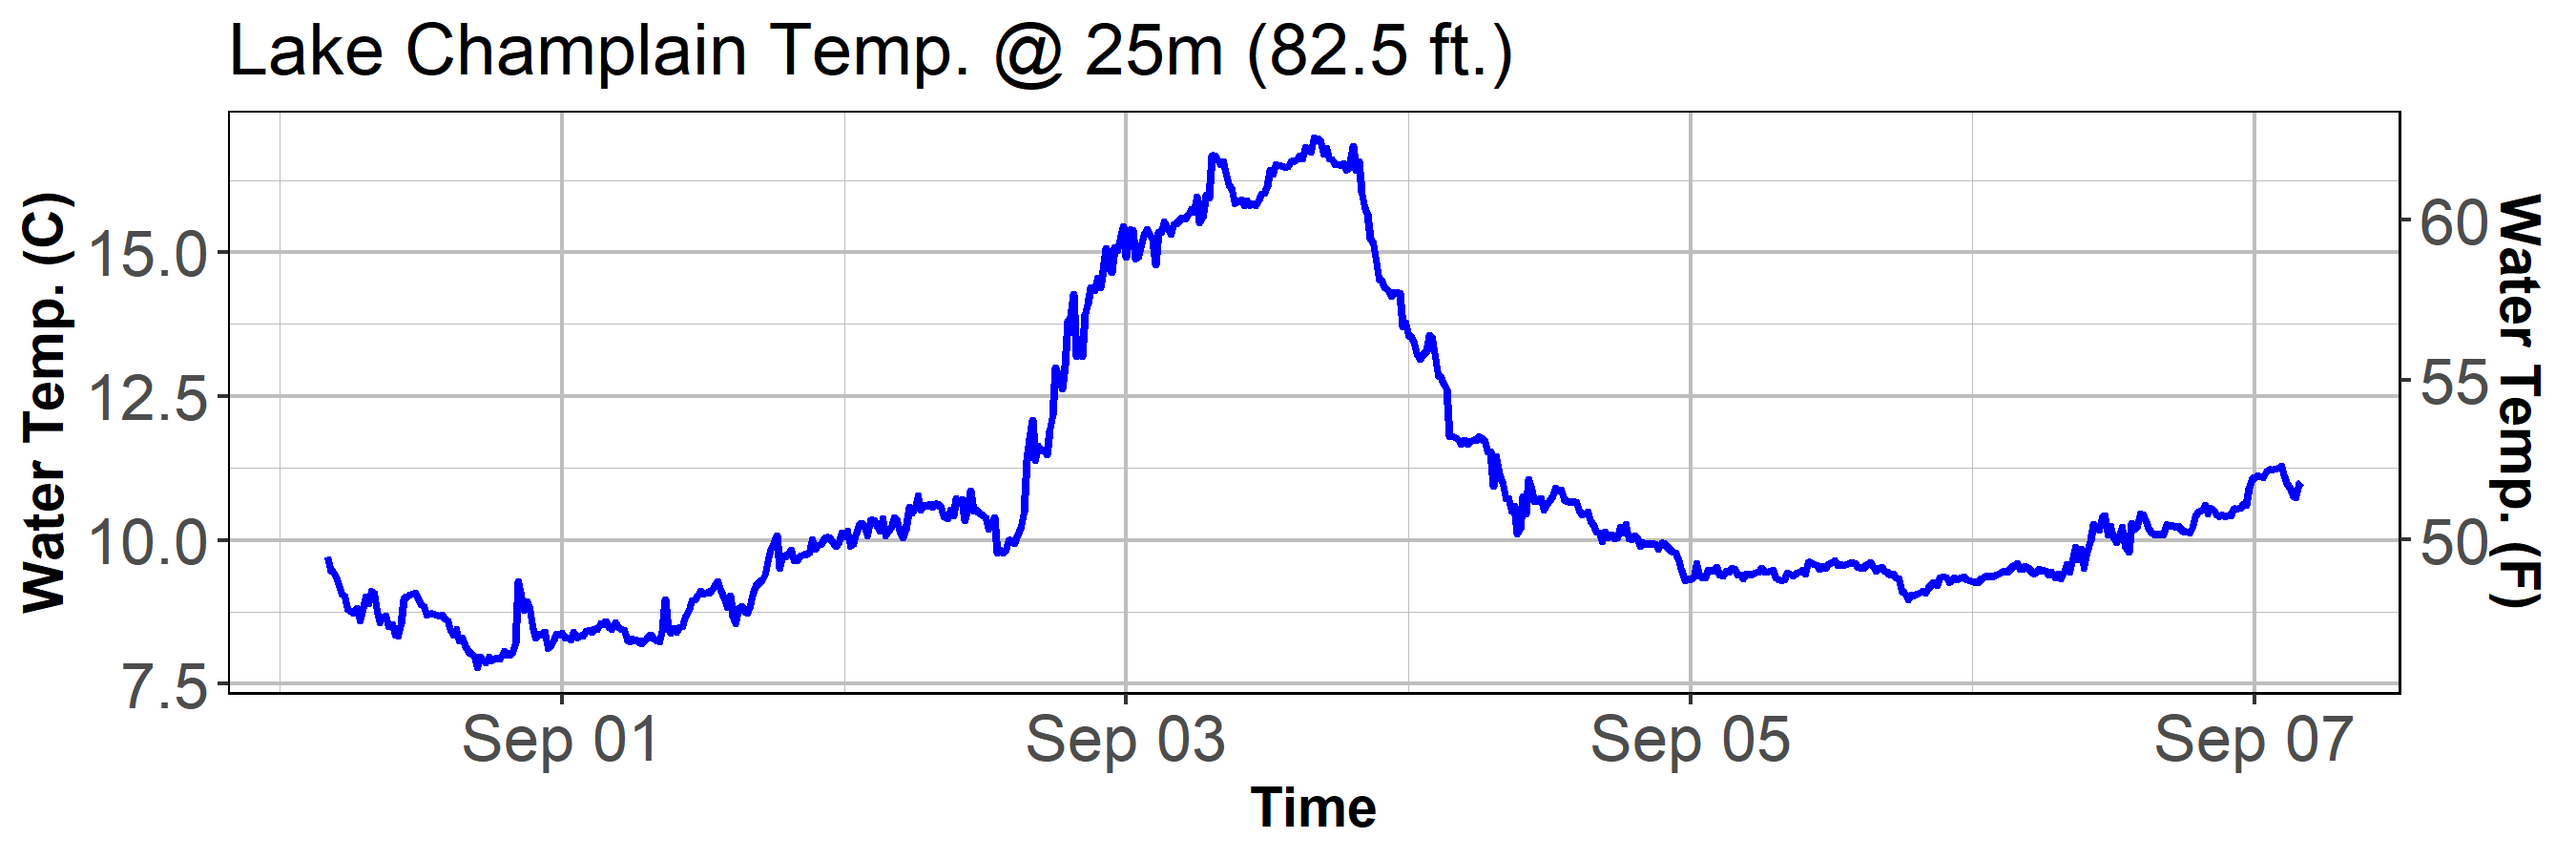 Lake Champlain Temp. @ 25m (82.5 ft.)
Water Temp. (C)
15.0
12.5
10.0
7.5
60
55
50
Water Temp. (F)
Sep 01
Sep 03
Sep 05
Sep 07
Time